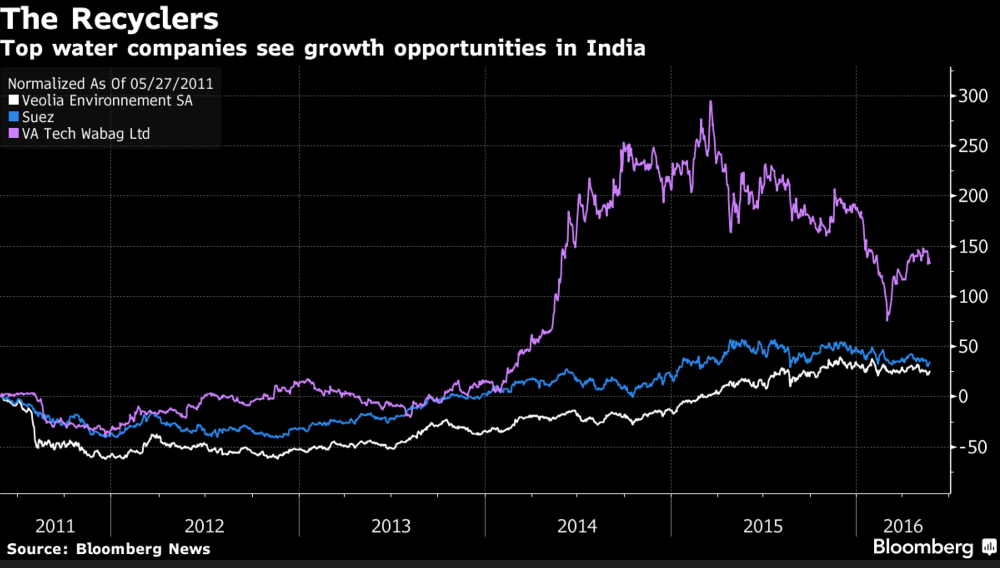 The Recyclers
Top water companies see growth opportunities in India
Normalized As Of 05/27/2011
Veolia Environnement SA
Suez
VA Tech Wabag Ltd
300
250
200
150
100
50
0
-50
2011 2012 2013 2014 2015 2016
Source: Bloomberg News
Bloomberg